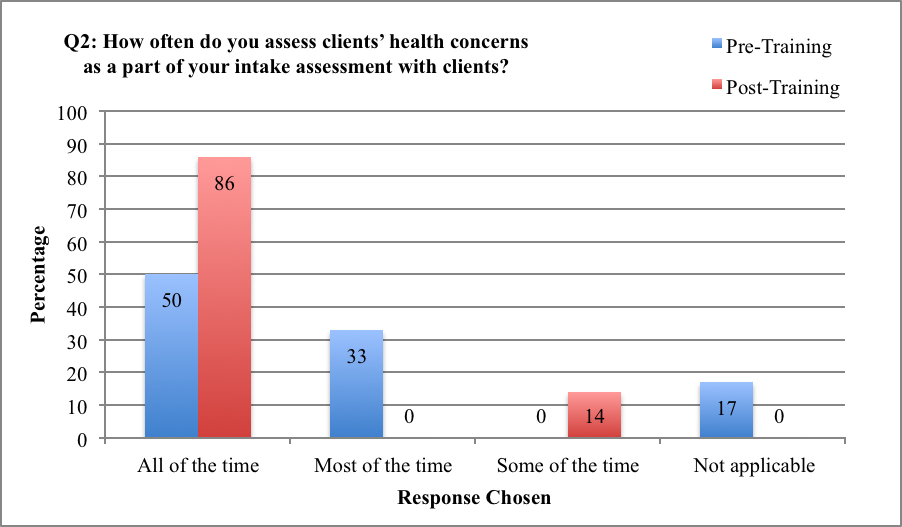 Q2: How often do you assess clients’ health concerns
as a part of your intake assessment with clients?
Pre-Training
Post-Training
100
90
80
70
60
50
40
30
20
10
0
Percentage
50
86
33
0
0
14
17
0
All of the time
Most of the time
Some of the time
Not applicable
Response Chosen